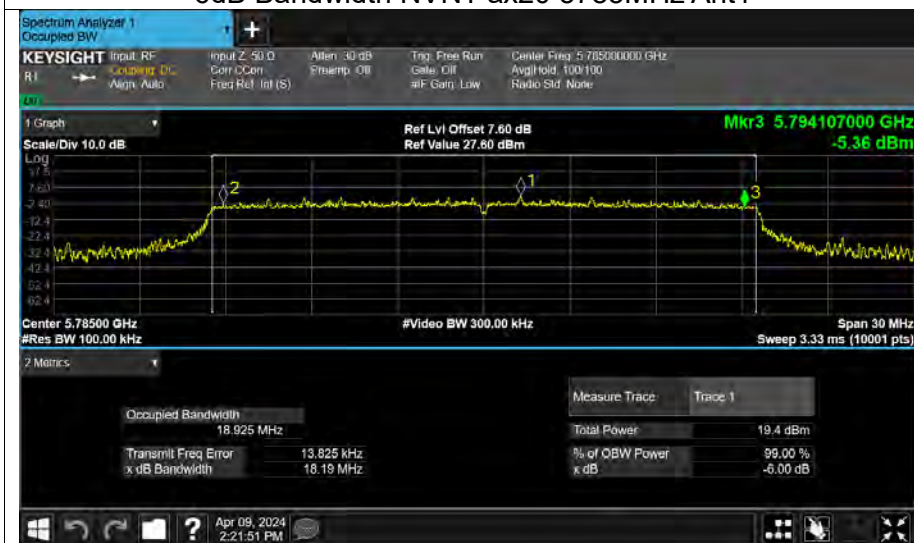 Spectrum Analyzer 1
Occupied BW
+
KEYSIGHT Input: RF Input Z: 50 Ω Atten: 30 dB Trig: Free Run Center Freq: 5.785000000 GHz
Coupling: DC Corr CCorr Preamp: Off Gate: Off Avg|Hold: 100/100
Align: Auto Freq Ref: Int (S) #IF Gain: Low Radio Std: None
1 Graph
Ref Lvl Offset 7.60 dB
Mkr3 5.794107000 GHz
Scale/Div 10.0 dB
Ref Value 27.60 dBm
-5.36 dBm
Log
17.6
7.60
-2.40
-12.4
-22.4
-32.4
-42.4
-52.4
-62.4
2
1
3
Center 5.78500 GHz
#Video BW 300.00 kHz
Span 30 MHz
#Res BW 100.00 kHz
Sweep 3.33 ms (10001 pts)
2 Metrics
Measure Trace Trace 1
Occupied Bandwidth
18.925 MHz
Total Power 19.4 dBm
Transmit Freq Error 13.825 kHz
% of OBW Power 99.00 %
x dB Bandwidth 18.19 MHz
x dB -6.00 dB
?
Apr 09, 2024
2:21:51 PM